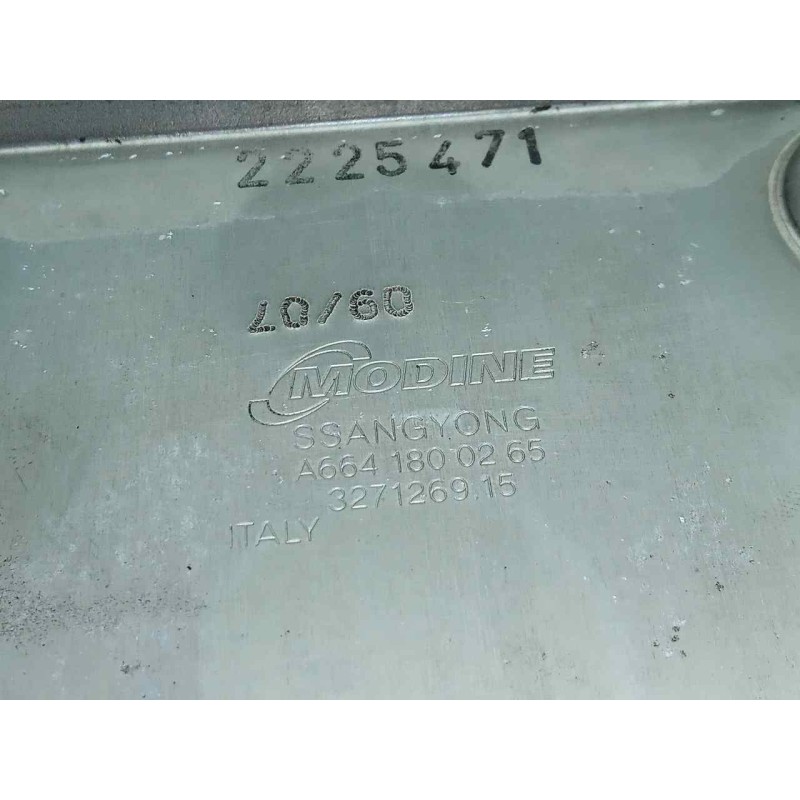 2225471
09/07
MODINE
SSANGYONG
A664 180 02 65
3271269.15
ITALY